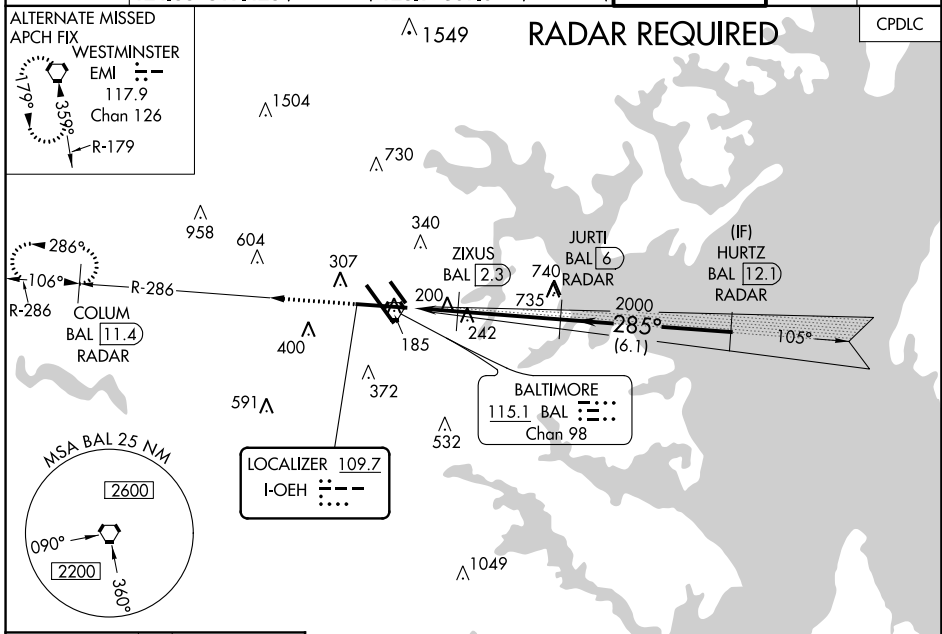 ALTERNATE MISSED
APCH FIX
WESTMINSTER
EMI
117.9
Chan 126
179°
359°
R-179
1549
RADAR REQUIRED
CPDLC
1504
730
958
604
340
307
ZIXUS
BAL 2.3
JURTI
BAL 6
RADAR
(IF)
HURTZ
BAL 12.1
RADAR
286°
106°
R-286
R-286
COLUM
BAL 11.4
RADAR
200
740
735
2000
285°
(6.1)
105°
400
185
242
372
591
532
BALTIMORE
115.1 BAL
Chan 98
LOCALIZER 109.7
I-OEH
MSA BAL 25 NM
2600
090°
2200
360°
1049